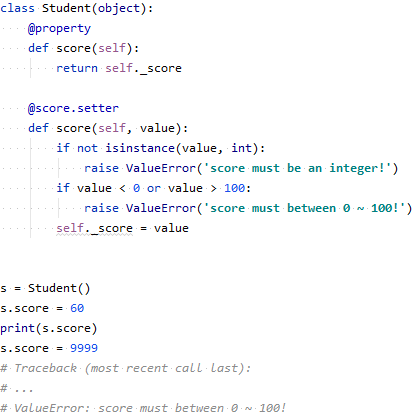 class Student(object):
    @property
    def score(self):
        return self._score

    @score.setter
    def score(self, value):
        if not isinstance(value, int):
            raise ValueError('score must be an integer!')
        if value < 0 or value > 100:
            raise ValueError('score must between 0 ~ 100!')
        self._score = value


s = Student()
s.score = 60
print(s.score)
s.score = 9999
# Traceback (most recent call last):
# ...
# ValueError: score must between 0 ~ 100!